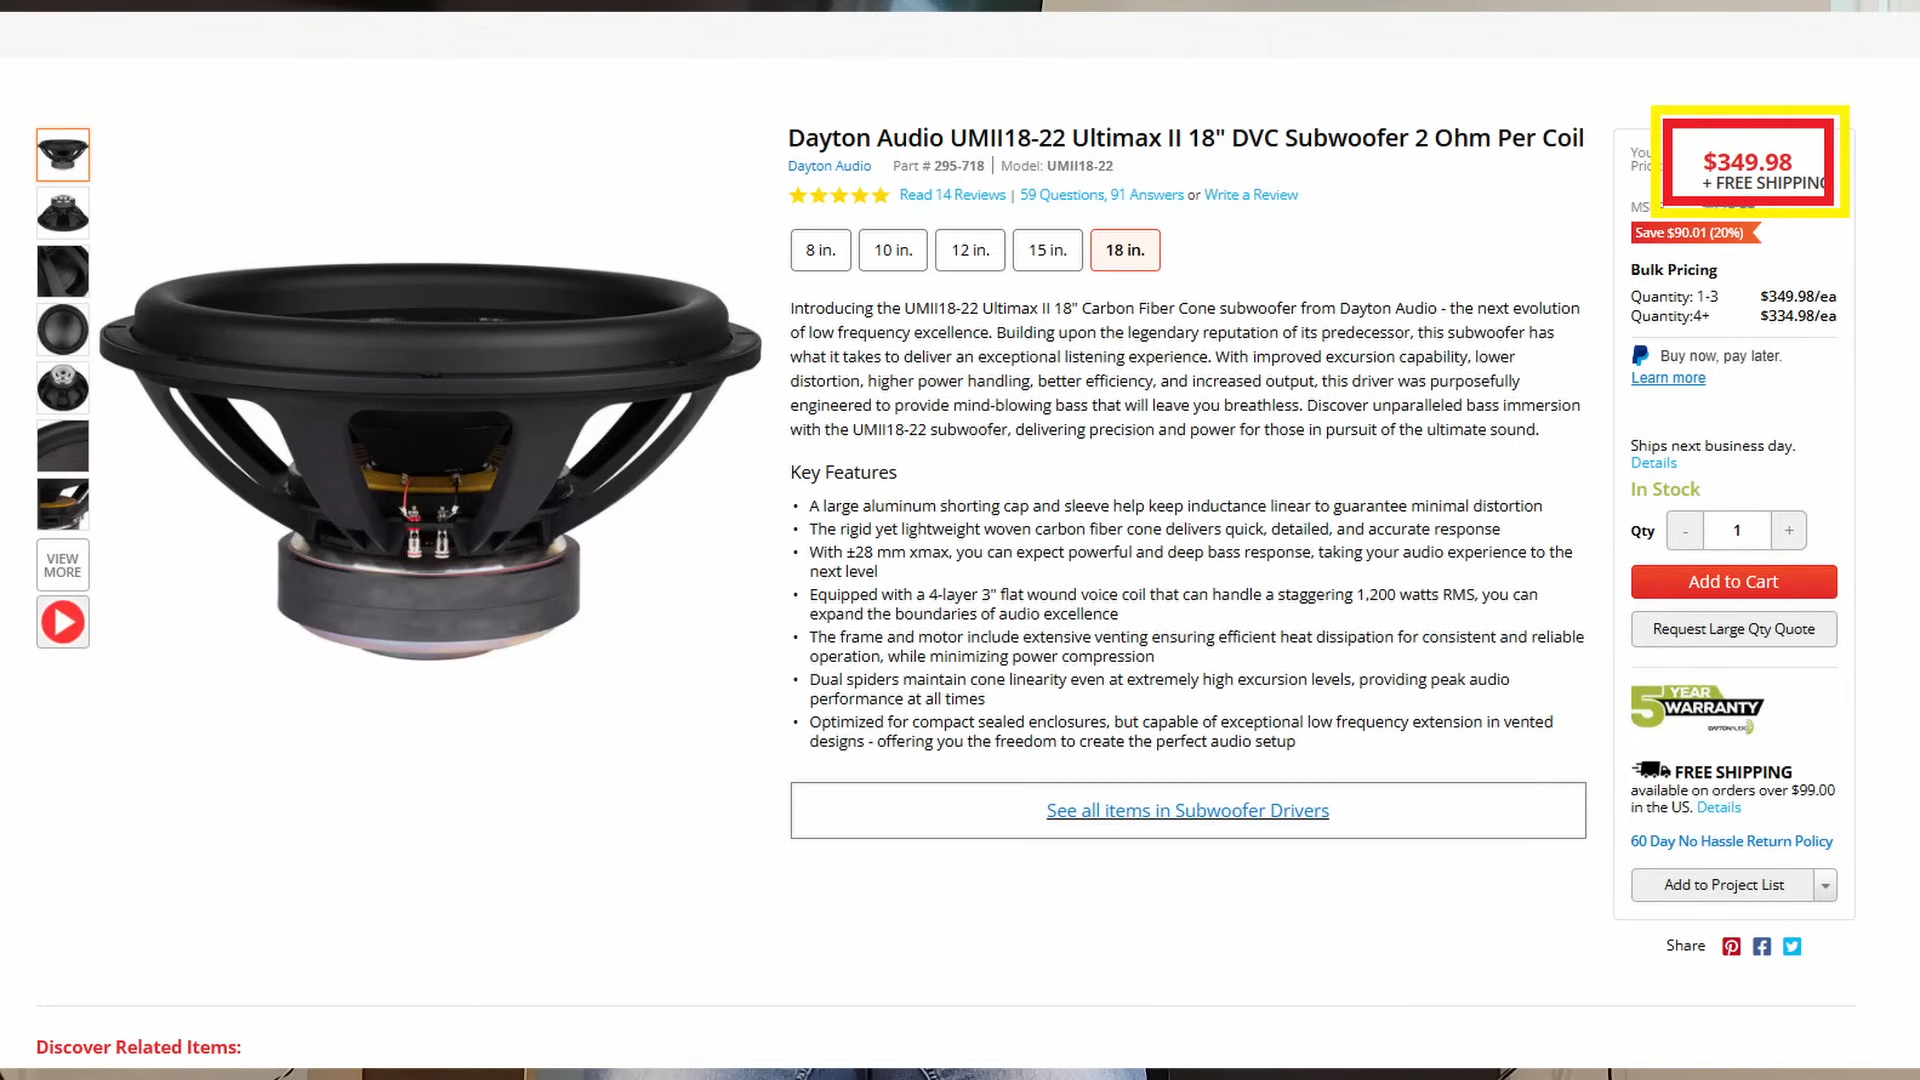 Dayton Audio UMII18-22 Ultimax II 18" DVC Subwoofer 2 Ohm Per Coil
Dayton Audio Part # 295-718 | Model: UMII18-22
Read 14 Reviews | 59 Questions, 91 Answers or Write a Review
8 in. 10 in. 12 in. 15 in. 18 in.
Introducing the UMII18-22 Ultimax II 18" Carbon Fiber Cone subwoofer from Dayton Audio - the next evolution
of low frequency excellence. Building upon the legendary reputation of its predecessor, this subwoofer has
what it takes to deliver an exceptional listening experience. With improved excursion capability, lower
distortion, higher power handling, better efficiency, and increased output, this driver was purposefully
engineered to provide mind-blowing bass that will leave you breathless. Discover unparalleled bass immersion
with the UMII18-22 subwoofer, delivering precision and power for those in pursuit of the ultimate sound.
Key Features
• A large aluminum shorting cap and sleeve help keep inductance linear to guarantee minimal distortion
• The rigid yet lightweight woven carbon fiber cone delivers quick, detailed, and accurate response
• With ±28 mm xmax, you can expect powerful and deep bass response, taking your audio experience to the
next level
• Equipped with a 4-layer 3" flat wound voice coil that can handle a staggering 1,200 watts RMS, you can
expand the boundaries of audio excellence
• The frame and motor include extensive venting ensuring efficient heat dissipation for consistent and reliable
operation, while minimizing power compression
• Dual spiders maintain cone linearity even at extremely high excursion levels, providing peak audio
performance at all times
• Optimized for compact sealed enclosures, but capable of exceptional low frequency extension in vented
designs - offering you the freedom to create the perfect audio setup
See all items in Subwoofer Drivers
VIEW
MORE
$349.98
+ FREE SHIPPING
Save $90.01 (20%)
Bulk Pricing
Quantity: 1-3 $349.98/ea
Quantity:4+ $334.98/ea
Buy now, pay later.
Learn more
Ships next business day.
Details
In Stock
Qty - 1 +
Add to Cart
Request Large Qty Quote
5 YEAR
WARRANTY
DAYTON AUDIO
FREE SHIPPING
available on orders over $99.00
in the US. Details
60 Day No Hassle Return Policy
Add to Project List
Share
Discover Related Items: